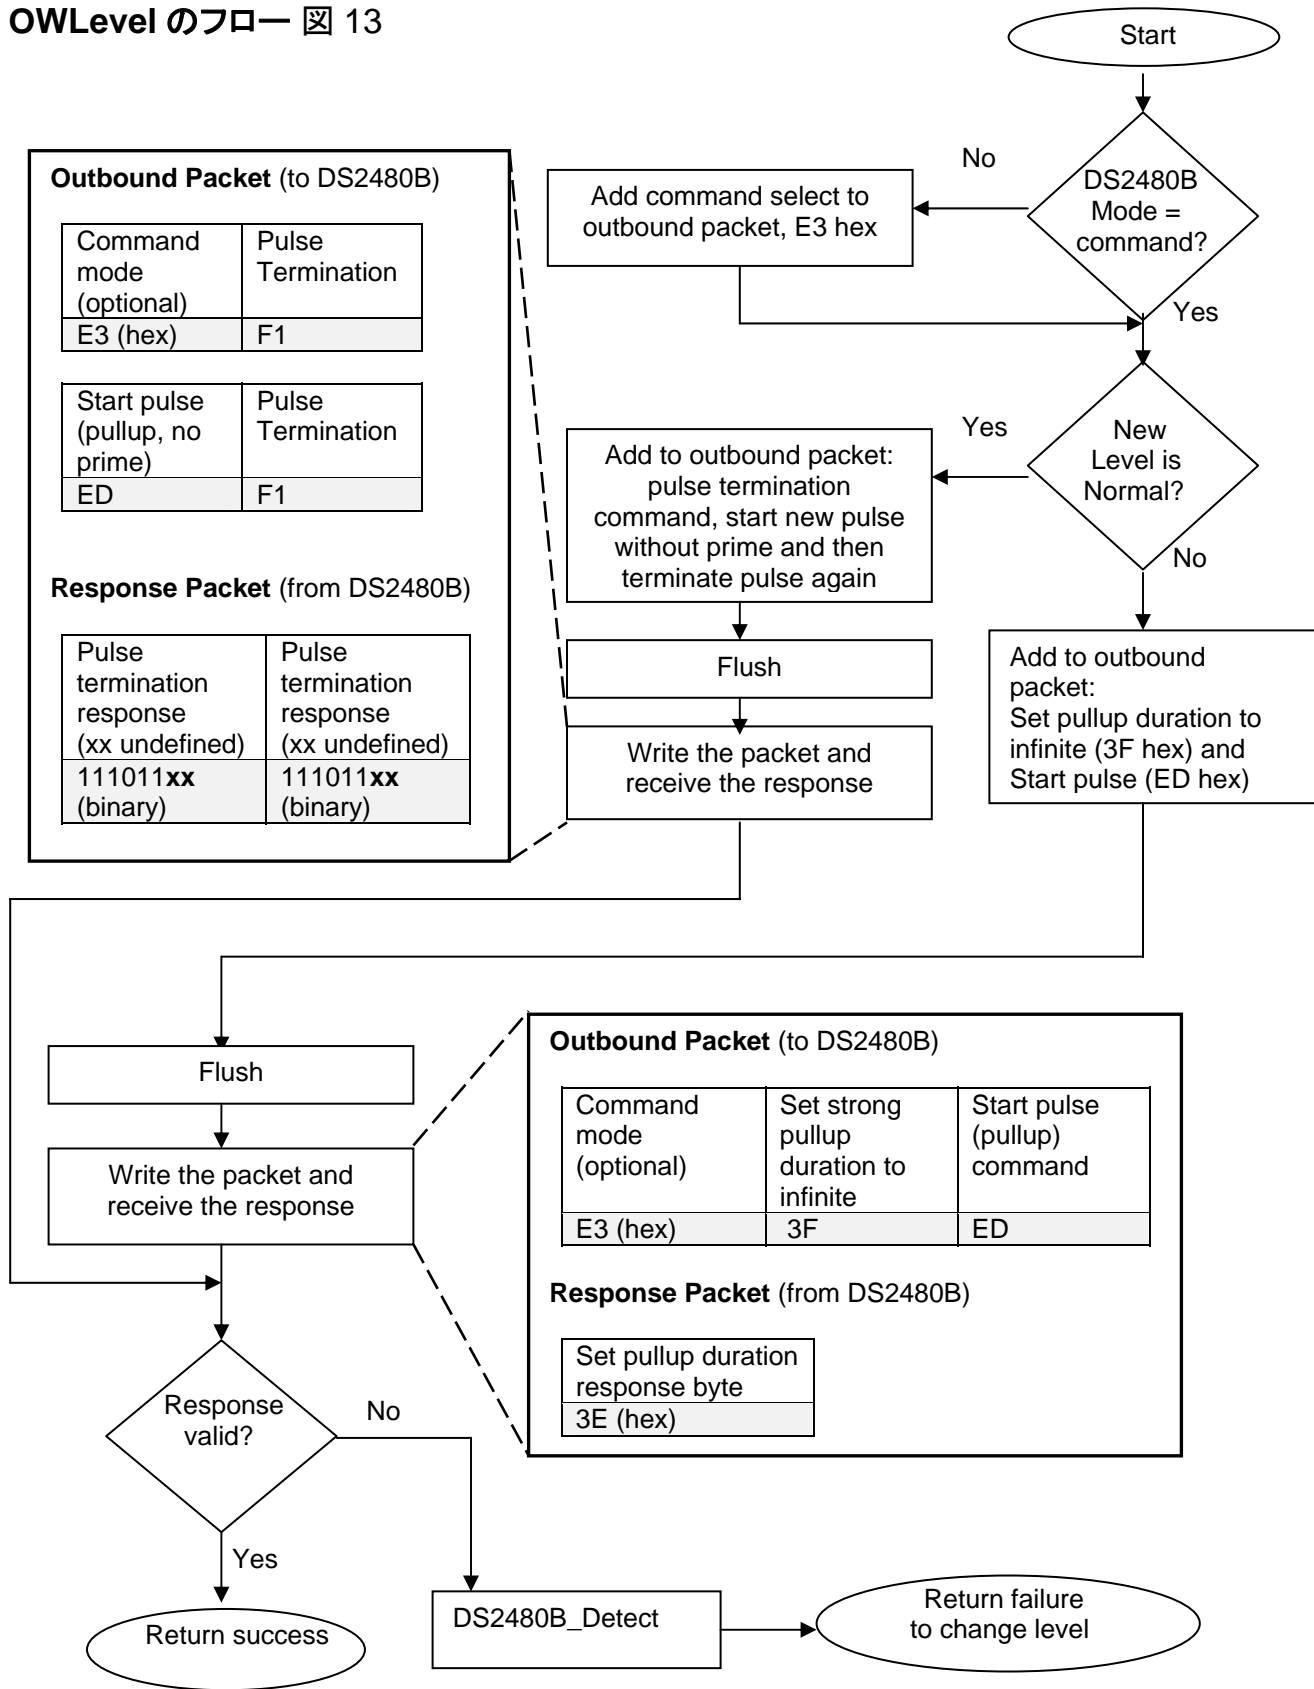 OWLevel のフロー 図 13
Start
DS2480B
Mode =
command?
No
Yes
Add command select to
outbound packet, E3 hex
New
Level is
Normal?
Yes
No
Add to outbound packet:
pulse termination
command, start new pulse
without prime and then
terminate pulse again
Flush
Write the packet and
receive the response
Add to outbound
packet:
Set pullup duration to
infinite (3F hex) and
Start pulse (ED hex)
Outbound Packet (to DS2480B)
Command
mode
(optional)
Pulse
Termination
E3 (hex)
F1
Start pulse
(pullup, no
prime)
Pulse
Termination
ED
F1
Response Packet (from DS2480B)
Pulse
termination
response
(xx undefined)
Pulse
termination
response
(xx undefined)
111011xx
(binary)
111011xx
(binary)
Flush
Write the packet and
receive the response
Outbound Packet (to DS2480B)
Command
mode
(optional)
Set strong
pullup
duration to
infinite
Start pulse
(pullup)
command
E3 (hex)
3F
ED
Response Packet (from DS2480B)
Set pullup duration
response byte
3E (hex)
Response
valid?
No
Yes
Return success
DS2480B_Detect
Return failure
to change level